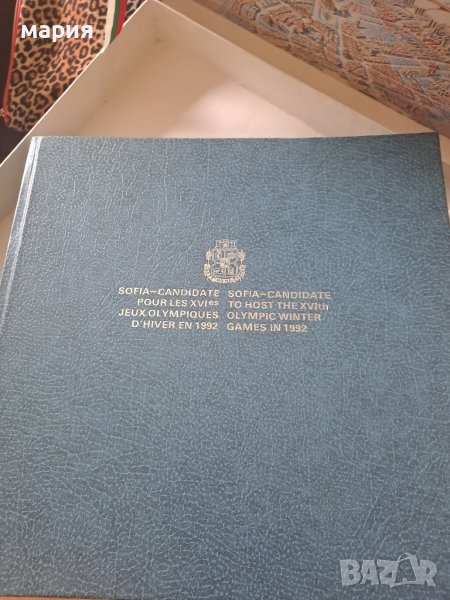 мария
SOFIA–CANDIDATE
POUR LES XVIes
JEUX OLYMPIQUES
D'HIVER EN 1992
SOFIA–CANDIDATE
TO HOST THE XVIth
OLYMPIC WINTER
GAMES IN 1992
BAZAR